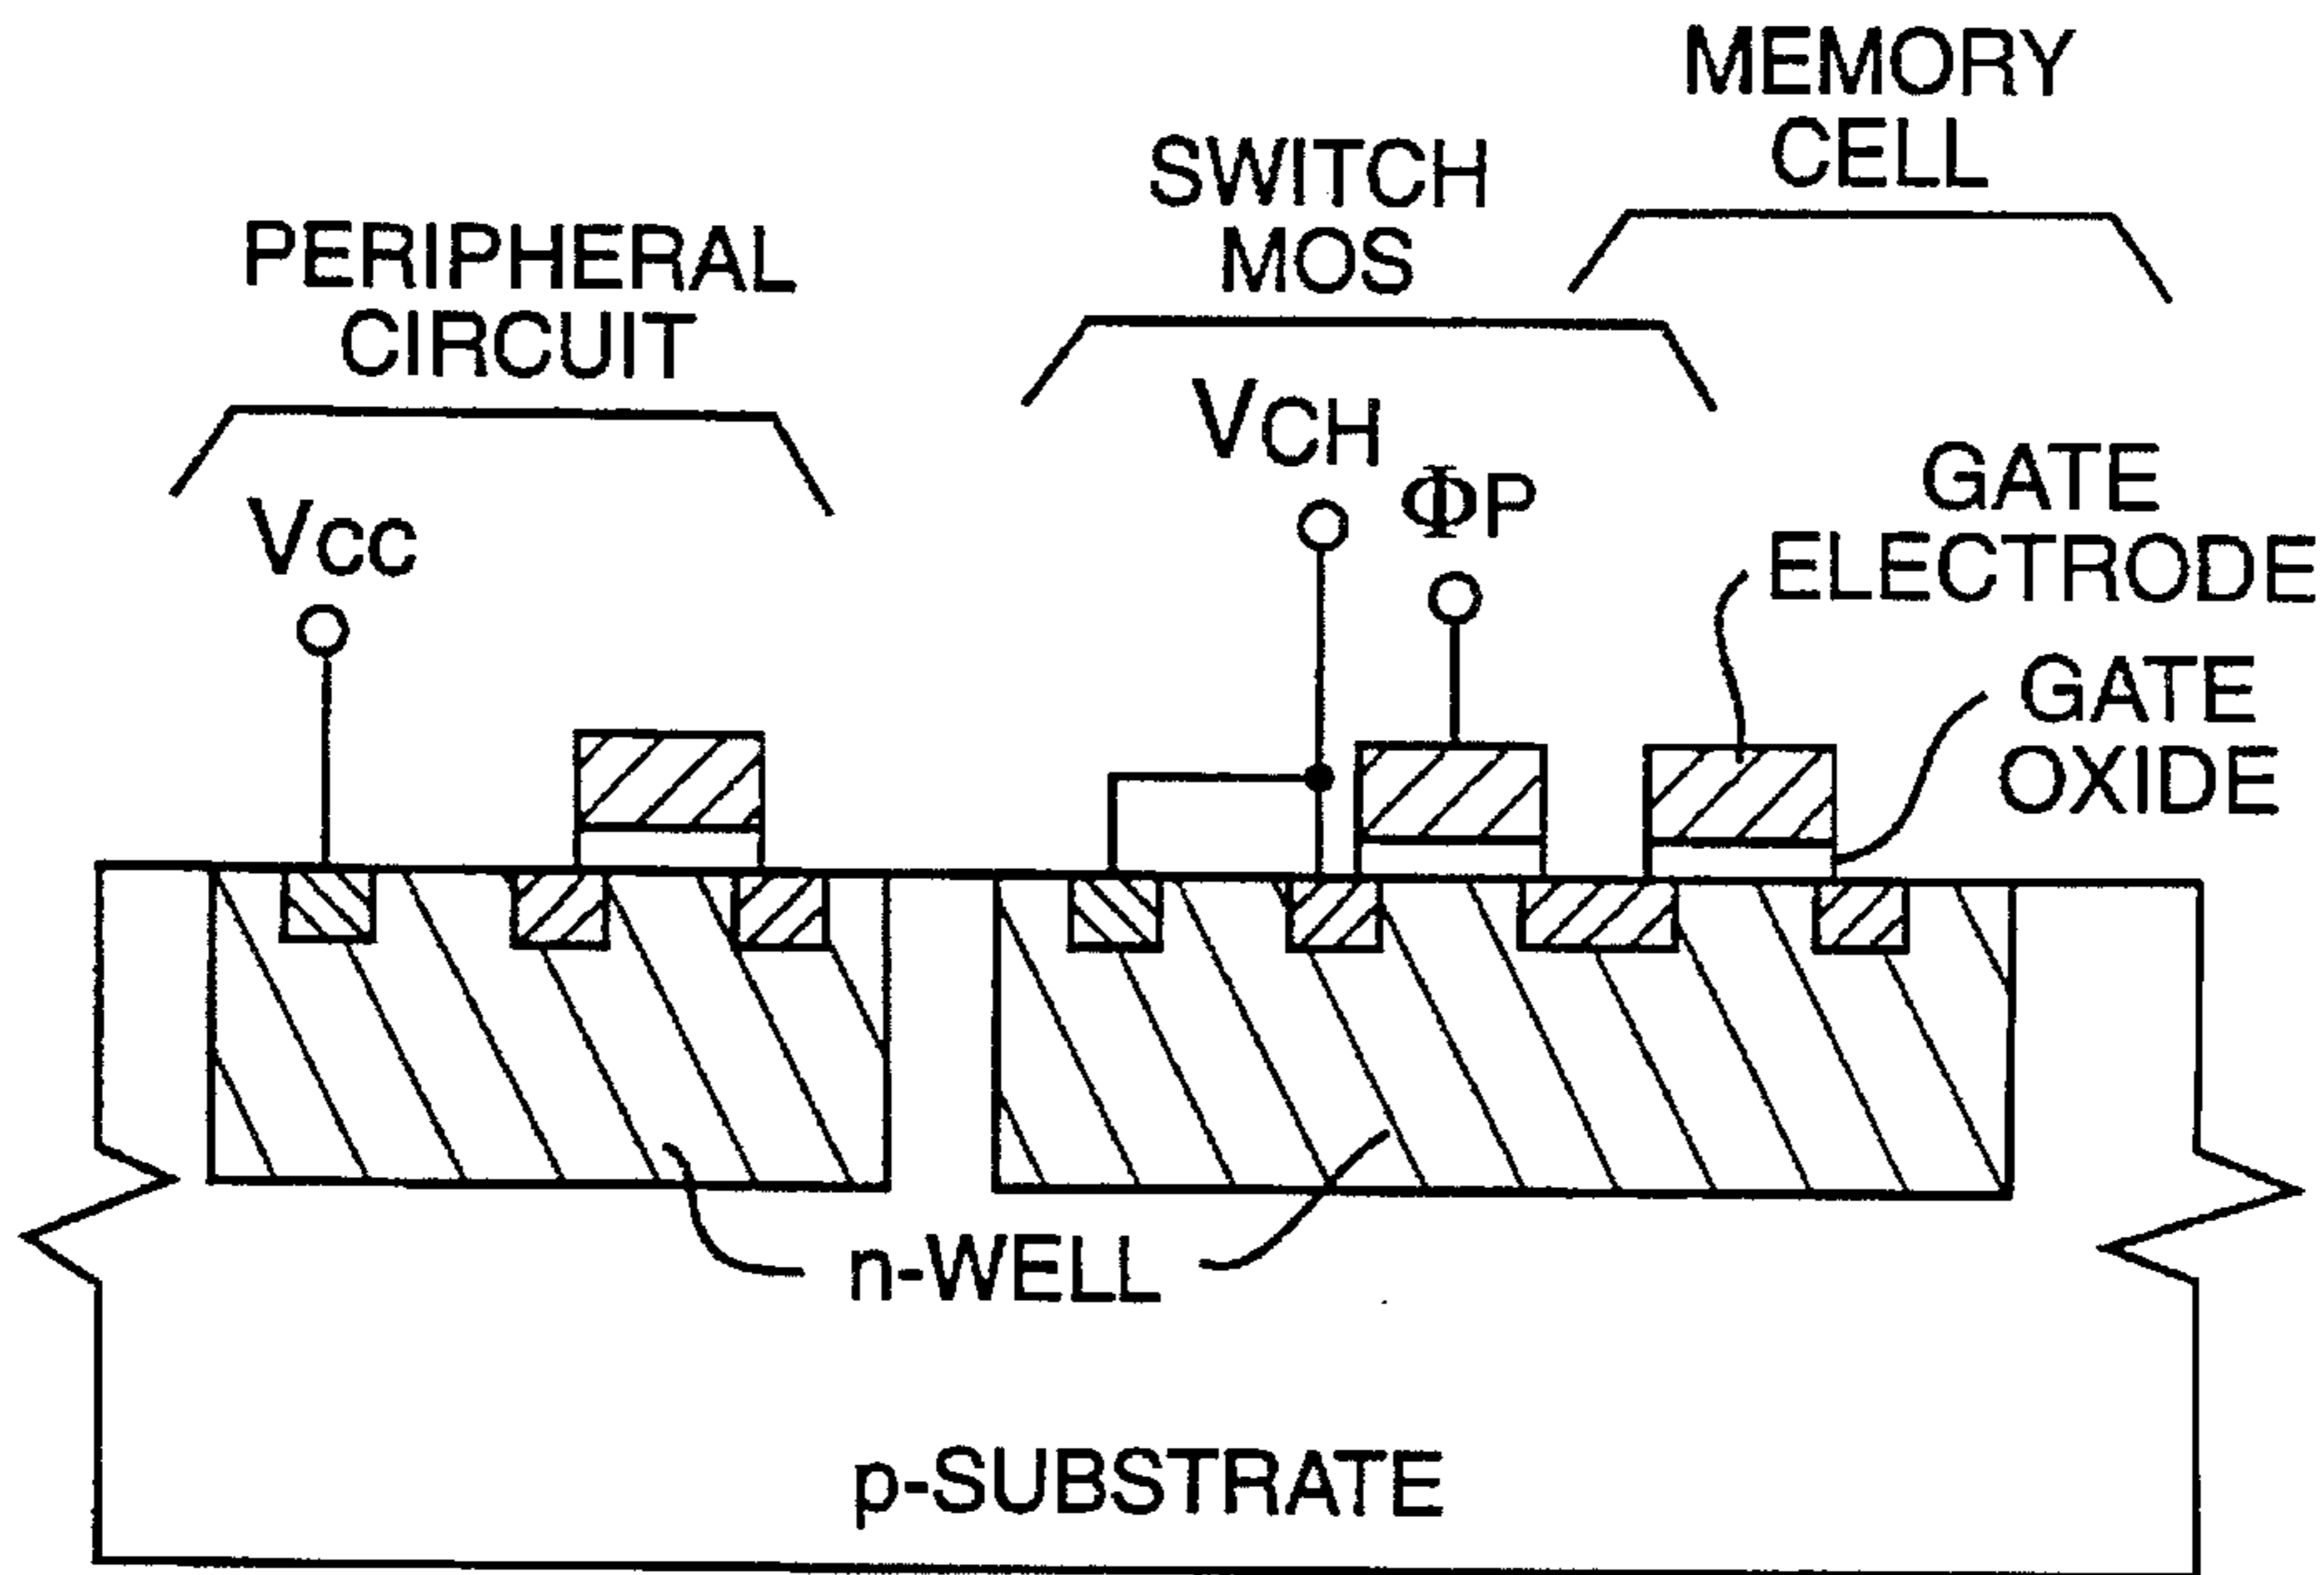 MEMORY
CELL
SWITCH
MOS
PERIPHERAL
CIRCUIT
VCH
ΦP
VCC
GATE
ELECTRODE
GATE
OXIDE
n-WELL
p-SUBSTRATE